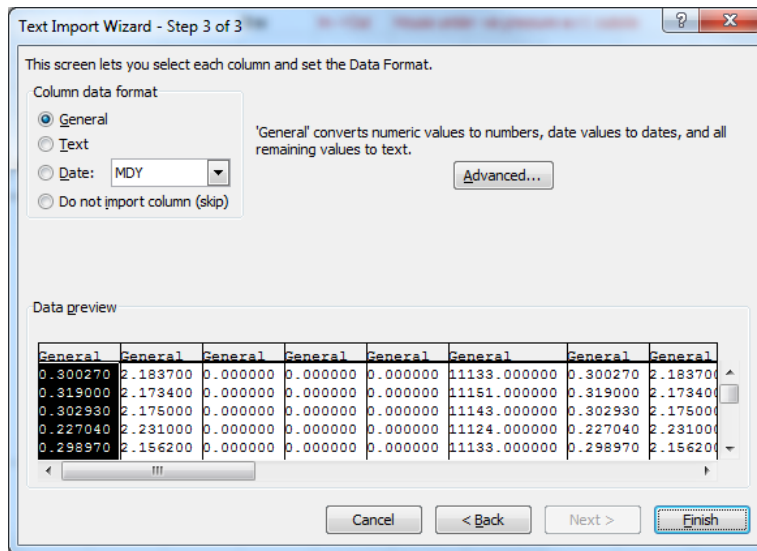 Text Import Wizard - Step 3 of 3
This screen lets you select each column and set the Data Format.
Column data format
General
Text
Date: MDY
Do not import column (skip)
'General' converts numeric values to numbers, date values to dates, and all
remaining values to text.
Advanced...
Data preview
General General General General General General General General
0.300270 2.183700 0.000000 0.000000 0.000000 11133.000000 0.300270 2.183700
0.319000 2.173400 0.000000 0.000000 0.000000 11151.000000 0.319000 2.173400
0.302930 2.175000 0.000000 0.000000 0.000000 11143.000000 0.302930 2.175000
0.227040 2.231000 0.000000 0.000000 0.000000 11124.000000 0.227040 2.231000
0.298970 2.156200 0.000000 0.000000 0.000000 11133.000000 0.298970 2.156200
Cancel < Back Next > Finish